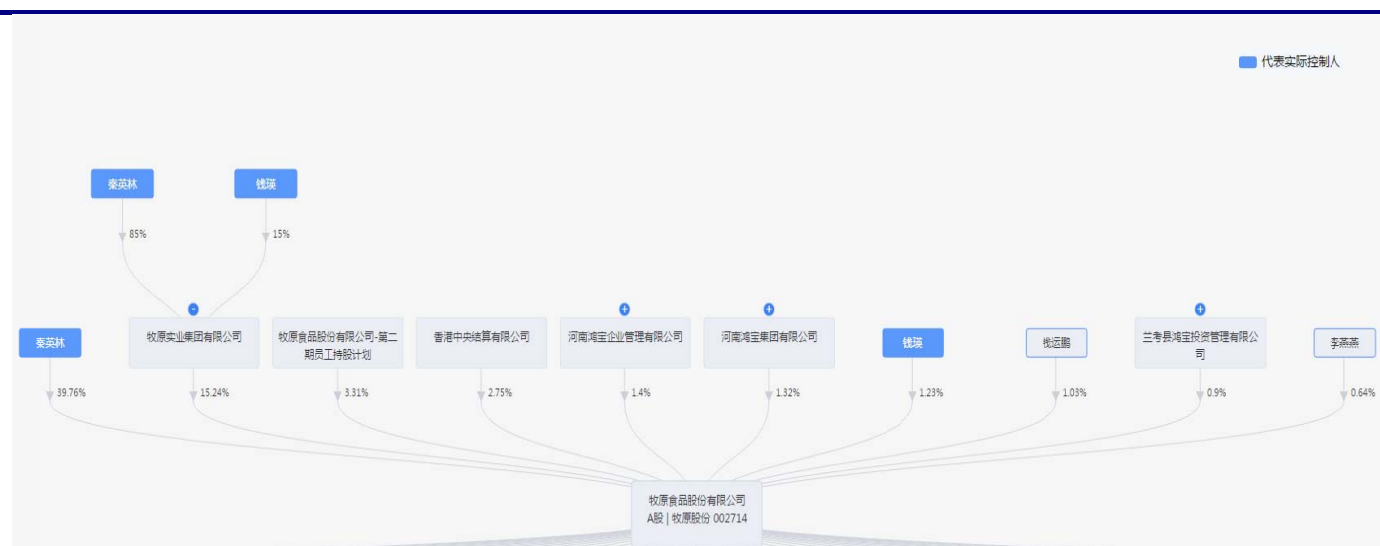 代表实际控制人
秦英林
钱瑛
85%
15%
秦英林
牧原实业集团有限公司
牧原食品股份有限公司-第二
期员工持股计划
香港中央结算有限公司
河南鸿宝企业管理有限公司
河南鸿宝集团有限公司
钱瑛
钱运鹏
兰考县鸿宝投资管理有限公
司
李燕燕
39.76%
15.24%
3.31%
2.75%
1.4%
1.32%
1.23%
1.03%
0.9%
0.64%
牧原食品股份有限公司
A股 | 牧原股份 002714